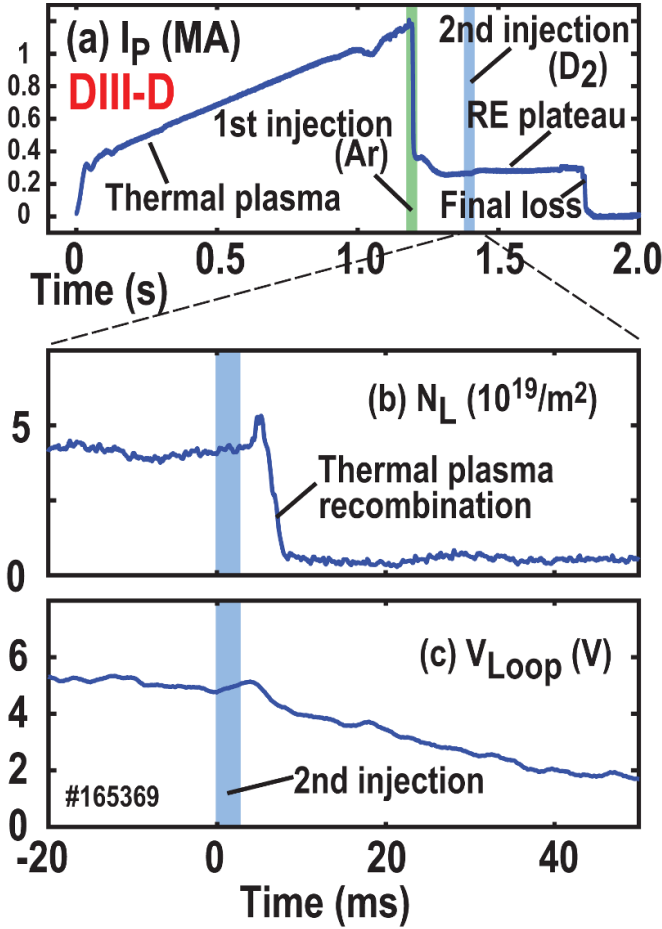 (a) I_P (MA)
DIII-D
2nd injection
(D_2)
1st injection
(Ar)
RE plateau
Thermal plasma
Final loss
1
0.8
0.6
0.4
0.2
0
0 0.5 1.0 1.5 2.0
Time (s)
(b) N_L (10^19/m^2)
Thermal plasma
recombination
5
0
(c) V_Loop (V)
6
4
2
0
2nd injection
#165369
-20 0 20 40
Time (ms)